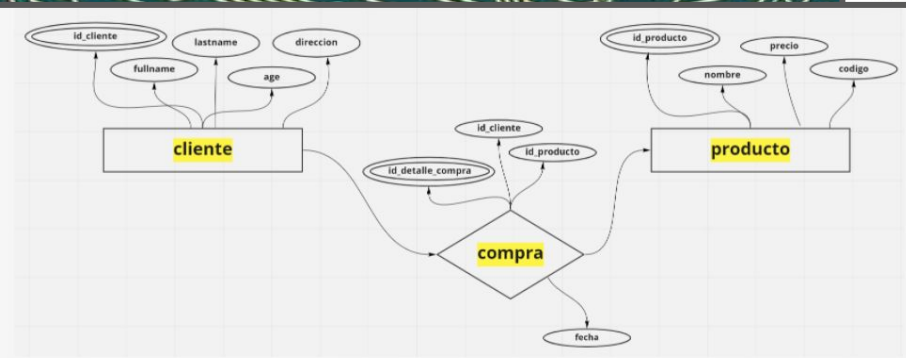 id_cliente
lastname
direccion
fullname
age
cliente
id_producto
precio
nombre
codigo
producto
id_cliente
id_producto
id_detalle_compra
compra
fecha